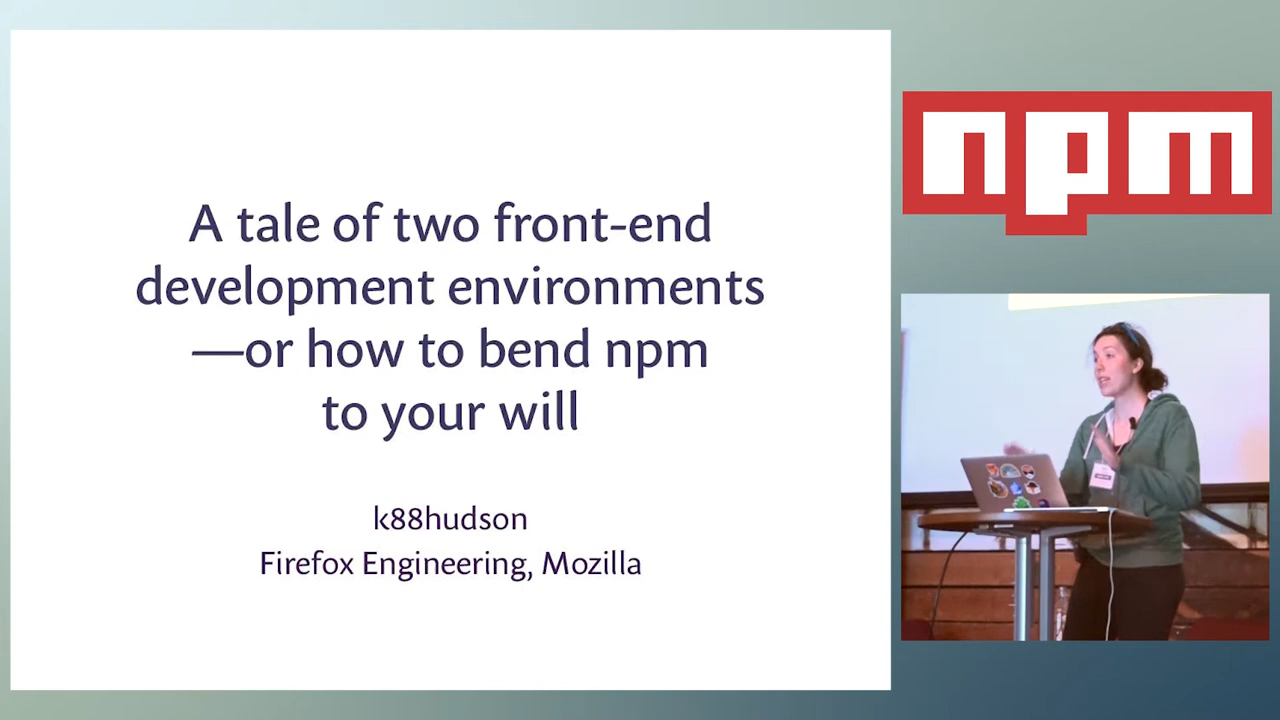 A tale of two front-end
development environments
—or how to bend npm
to your will
k88hudson
Firefox Engineering, Mozilla
npm